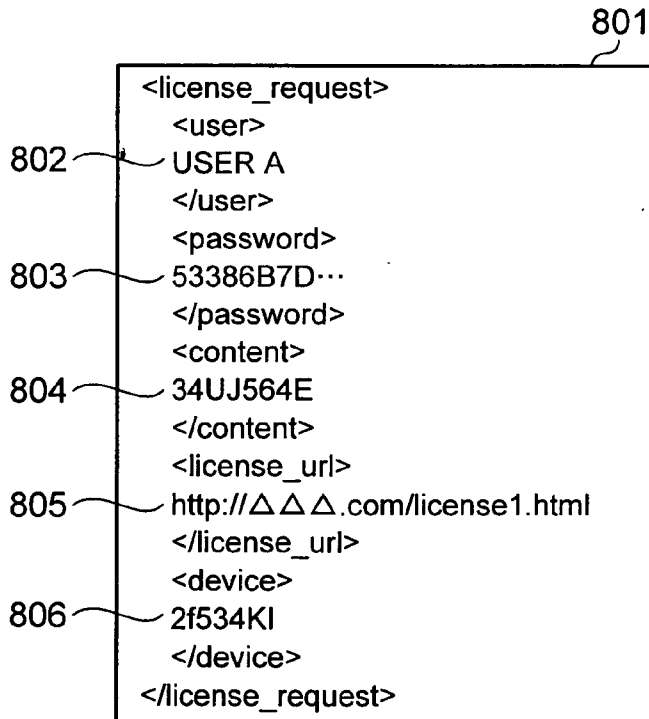 801
<license_request>
<user>
802 USER A
</user>
<password>
803 53386B7D…
</password>
<content>
804 34UJ564E
</content>
<license_url>
805 http://△△△.com/license1.html
</license_url>
<device>
806 2f534KI
</device>
</license_request>